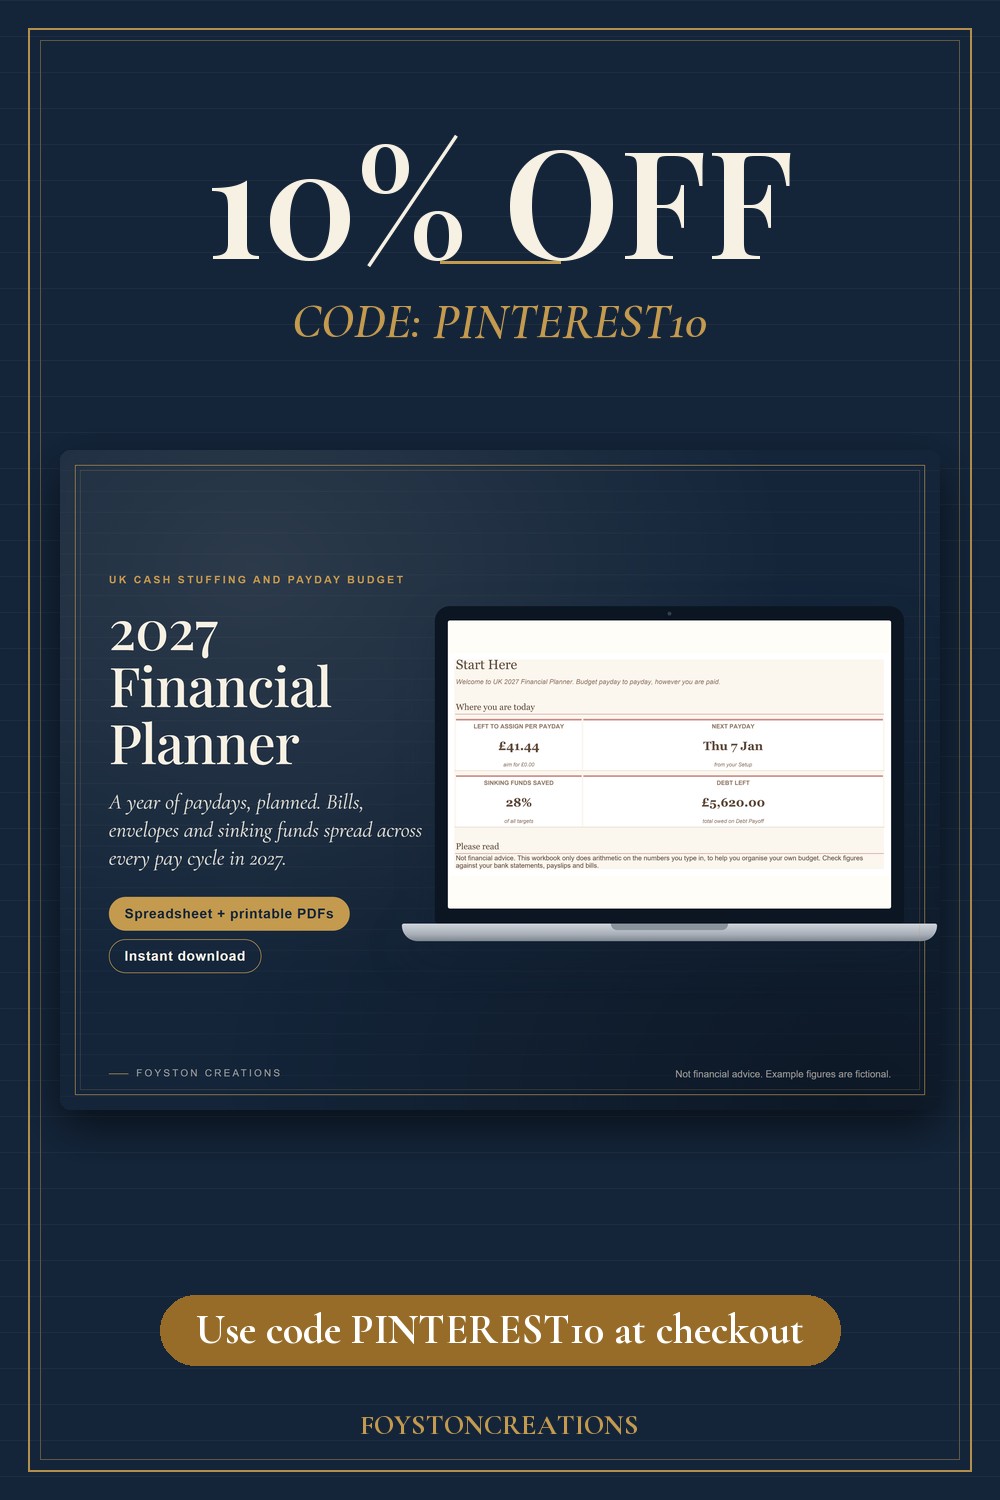 10% OFF
CODE: PINTEREST10
UK CASH STUFFING AND PAYDAY BUDGET
2027
Financial
Planner
A year of paydays, planned. Bills,
envelopes and sinking funds spread across
every pay cycle in 2027.
Spreadsheet + printable PDFs
Instant download
Start Here
Welcome to UK 2027 Financial Planner. Budget payday to payday, however you are paid.
Where you are today
LEFT TO ASSIGN PER PAYDAY
NEXT PAYDAY
£41.44
Thu 7 Jan
aim for £0.00
from your Setup
SINKING FUNDS SAVED
DEBT LEFT
28%
£5,620.00
of all targets
total owed on Debt Payoff
Please read
Not financial advice. This workbook only does arithmetic on the numbers you type in, to help you organise your own budget. Check figures
against your bank statements, payslips and bills.
FOYSTON CREATIONS
Not financial advice. Example figures are fictional.
Use code PINTEREST10 at checkout
FOYSTONCREATIONS